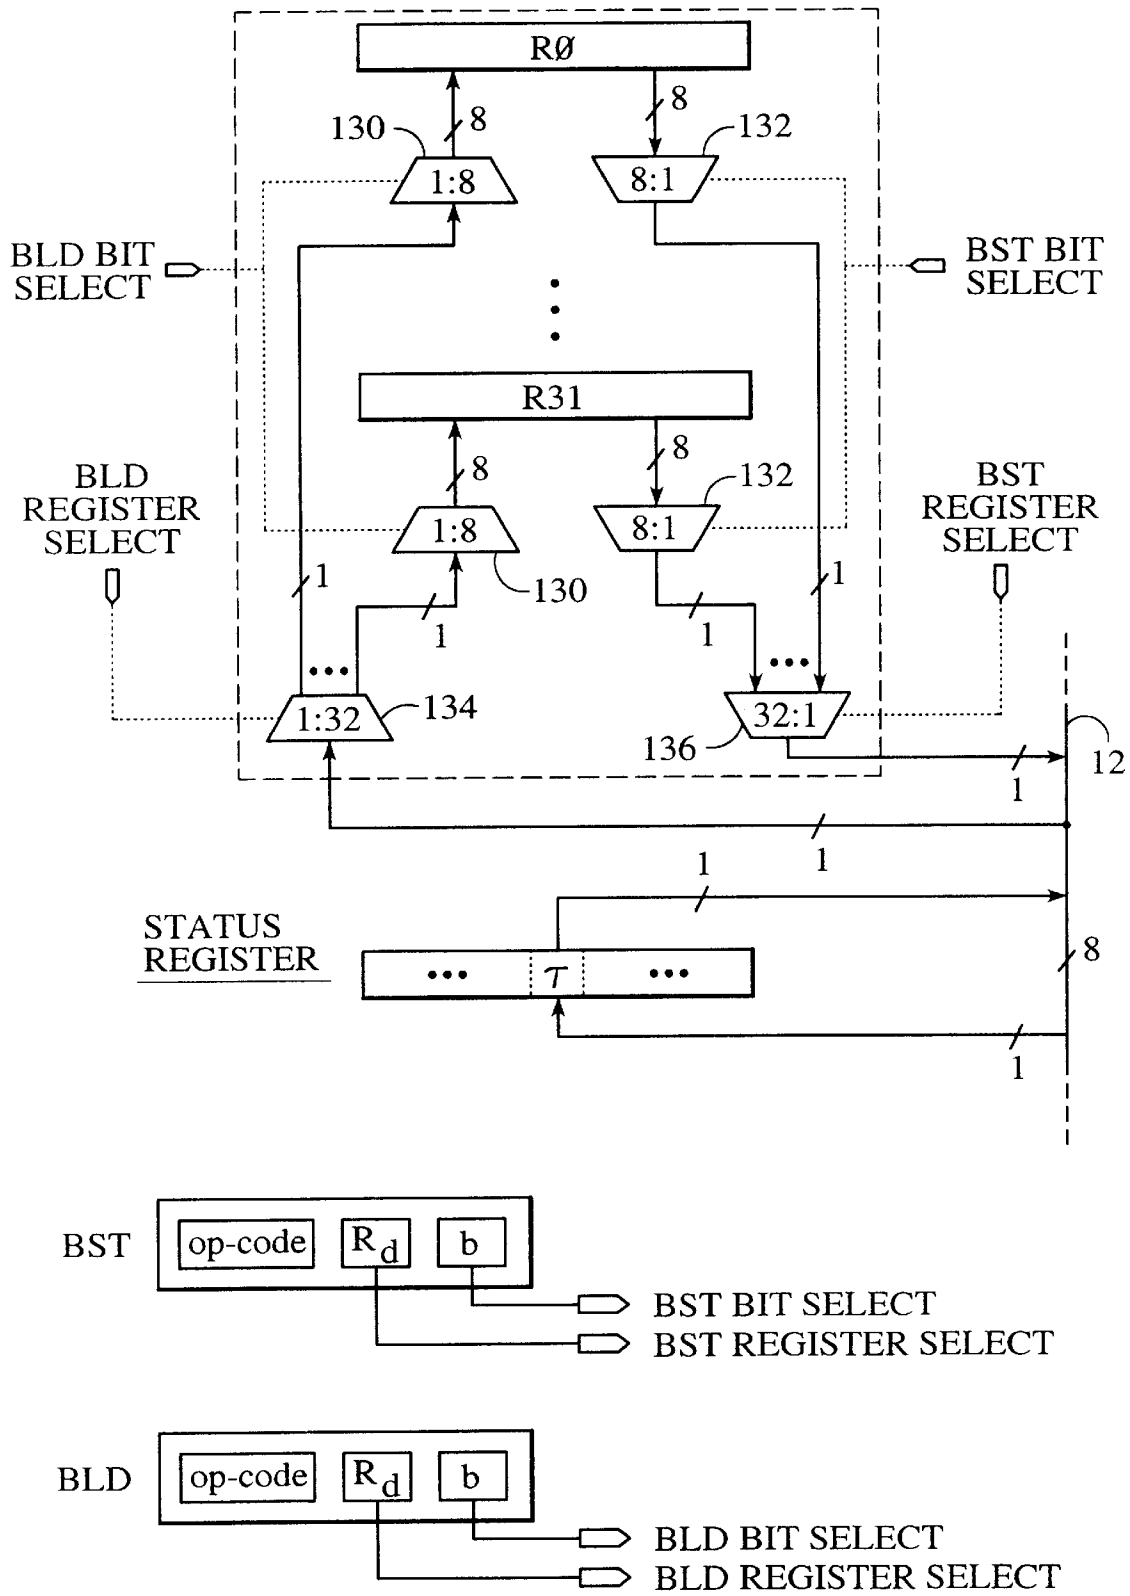 RØ
8
8
130
132
1:8
8:1
BLD BIT
SELECT
BST BIT
SELECT
R31
8
8
BLD
REGISTER
SELECT
132
BST
REGISTER
SELECT
1:8
8:1
130
1
1
1
1
1:32
134
32:1
136
12
1
1
1
STATUS
REGISTER
τ
8
1
BST
op-code
Rd
b
BST BIT SELECT
BST REGISTER SELECT
BLD
op-code
Rd
b
BLD BIT SELECT
BLD REGISTER SELECT